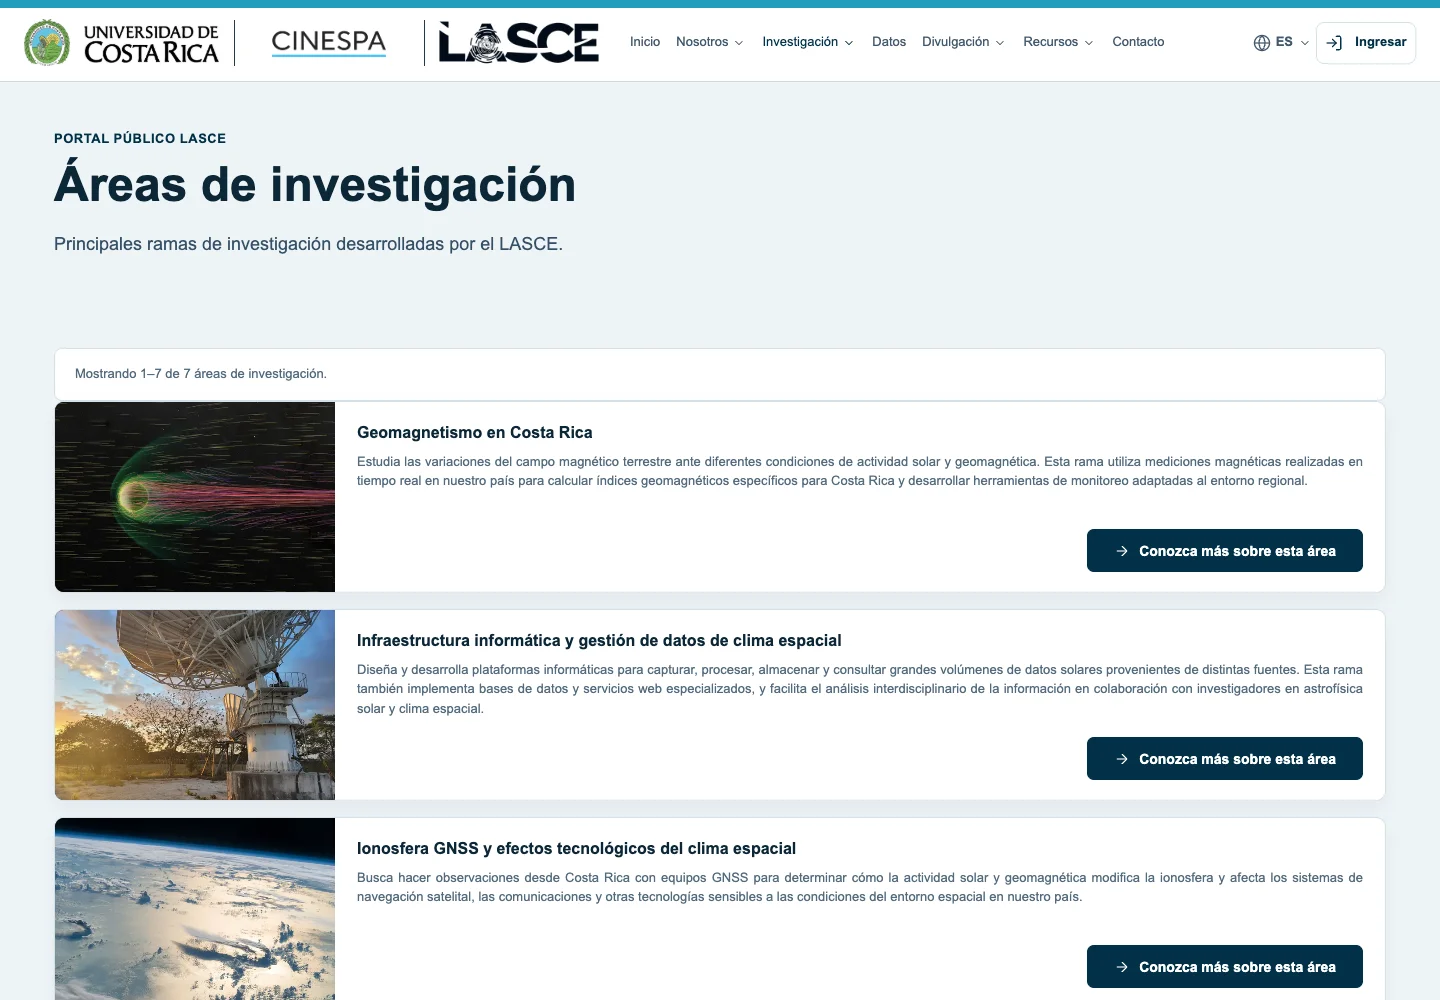 UNIVERSIDAD DE
COSTA RICA
CINESPA
LASCE
Inicio
Nosotros
Investigación
Datos
Divulgación
Recursos
Contacto
ES
Ingresar
PORTAL PÚBLICO LASCE
Áreas de investigación
Principales ramas de investigación desarrolladas por el LASCE.
Mostrando 1–7 de 7 áreas de investigación.
Geomagnetismo en Costa Rica
Estudia las variaciones del campo magnético terrestre ante diferentes condiciones de actividad solar y geomagnética. Esta rama utiliza mediciones magnéticas realizadas en
tiempo real en nuestro país para calcular índices geomagnéticos específicos para Costa Rica y desarrollar herramientas de monitoreo adaptadas al entorno regional.
Conozca más sobre esta área
Infraestructura informática y gestión de datos de clima espacial
Diseña y desarrolla plataformas informáticas para capturar, procesar, almacenar y consultar grandes volúmenes de datos solares provenientes de distintas fuentes. Esta rama
también implementa bases de datos y servicios web especializados, y facilita el análisis interdisciplinario de la información en colaboración con investigadores en astrofísica
solar y clima espacial.
Conozca más sobre esta área
Ionosfera GNSS y efectos tecnológicos del clima espacial
Busca hacer observaciones desde Costa Rica con equipos GNSS para determinar cómo la actividad solar y geomagnética modifica la ionosfera y afecta los sistemas de
navegación satelital, las comunicaciones y otras tecnologías sensibles a las condiciones del entorno espacial en nuestro país.
Conozca más sobre esta área